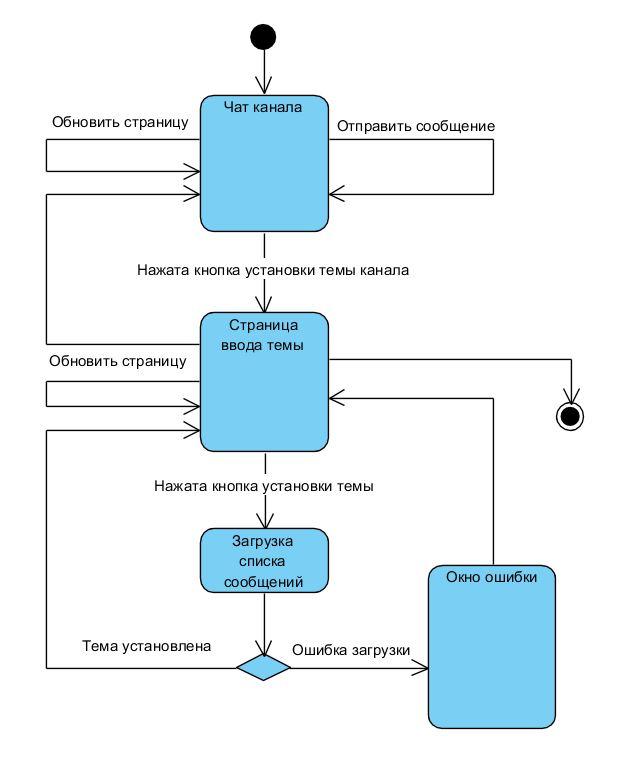 Чат канала
Обновить страницу
Отправить сообщение
Нажата кнопка установки темы канала
Страница
ввода темы
Обновить страницу
Нажата кнопка установки темы
Загрузка
списка
сообщений
Окно ошибки
Тема установлена
Ошибка загрузки